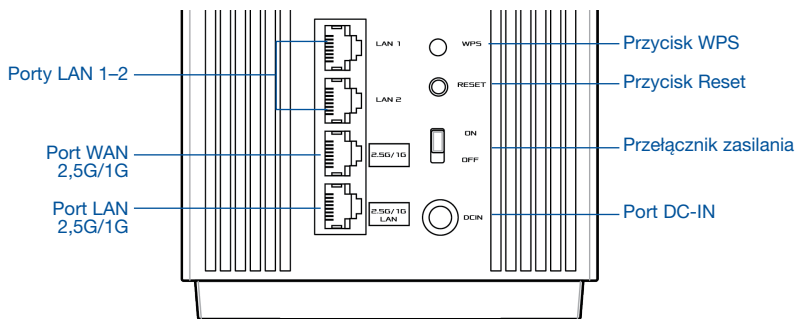 Porty LAN 1–2
Port WAN
2,5G/1G
Port LAN
2,5G/1G
LAN 1
LAN 2
2.5G/1G
2.5G/1G
LAN
WPS
RESET
ON
OFF
DCIN
Przycisk WPS
Przycisk Reset
Przełącznik zasilania
Port DC-IN